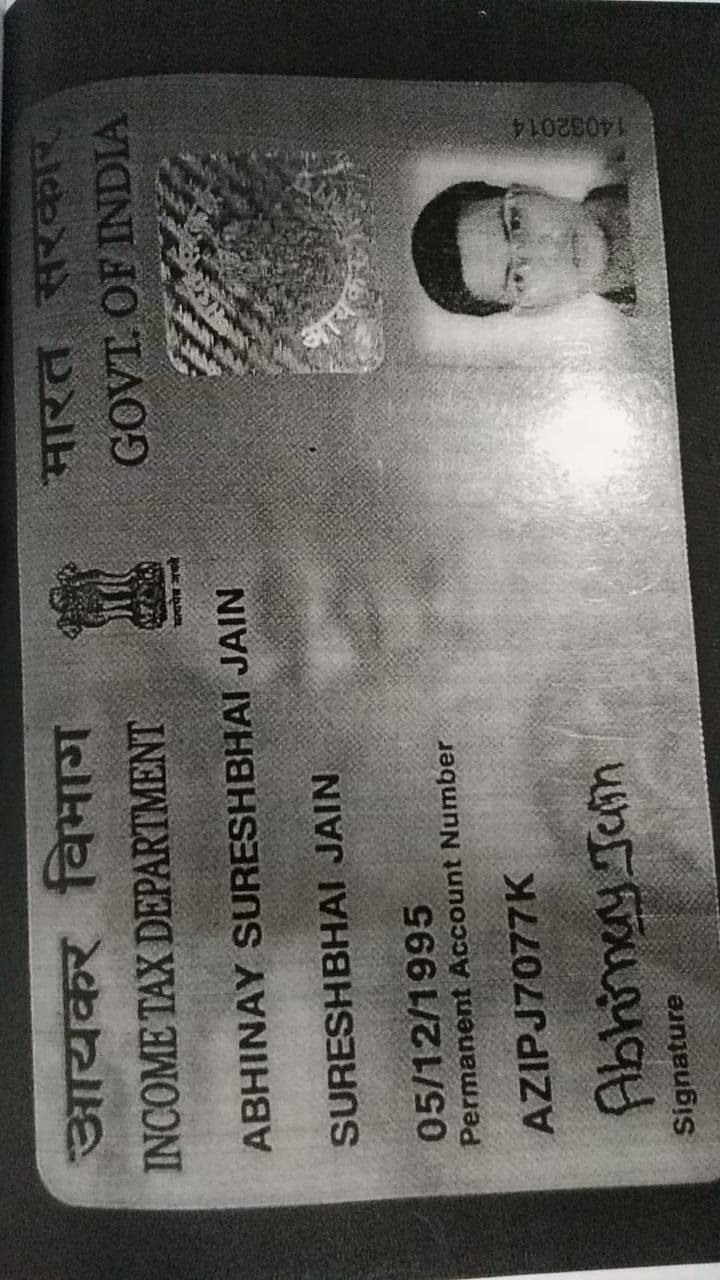 आयकर विभाग
INCOME TAX DEPARTMENT
सत्यमेव जयते
भारत सरकार
GOVT. OF INDIA
ABHINAY SURESHBHAI JAIN
SURESHBHAI JAIN
05/12/1995
Permanent Account Number
AZIPJ7077K
Abhinay Jain
Signature
14032014
आयकर